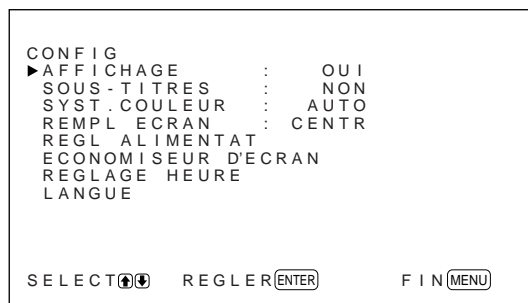 CONFIG
▶AFFICHAGE : OUI
SOUS-TITRES : NON
SYST.COULEUR : AUTO
REMPL ECRAN : CENTR
REGL ALIMENTAT
ECONOMISEUR D'ECRAN
REGLAGE HEURE
LANGUE
SELECT⬆⬇ REGLER ENTER FIN MENU